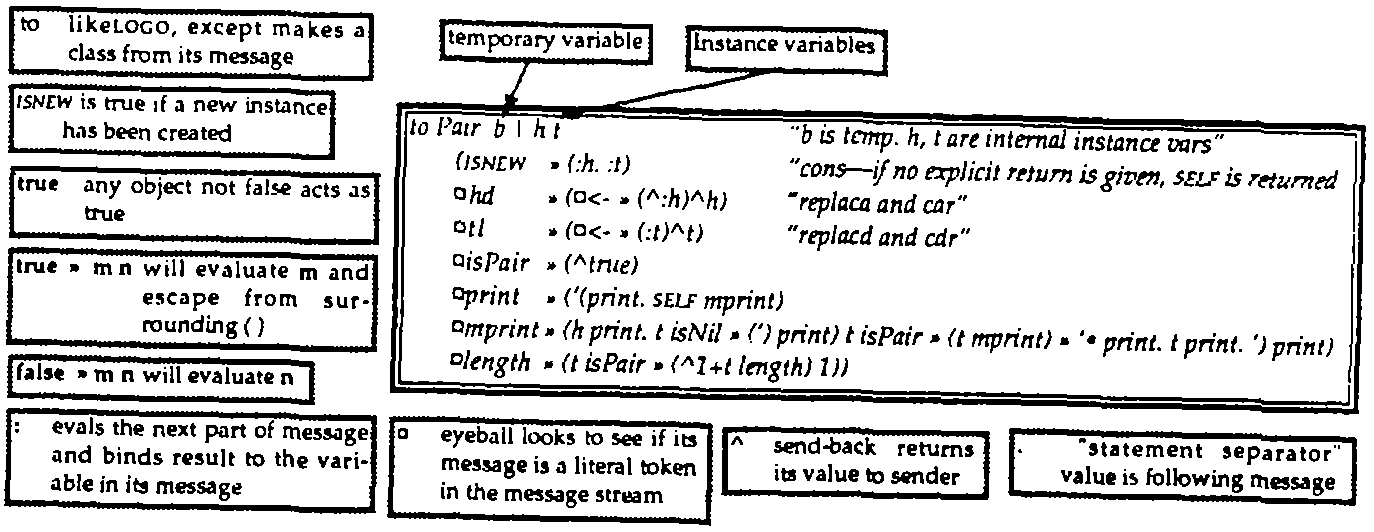 to likeLOGO, except makes a
class from its message
ISNEW is true if a new instance
has been created
true any object not false acts as
true
true » m n will evaluate m and
escape from sur-
rounding ( )
false » m n will evaluate n
: evals the next part of message
and binds result to the vari-
able in its message
temporary variable
Instance variables
to Pair b | h t "b is temp. h, t are internal instance vars"
(ISNEW » (:h. :t) "cons—if no explicit return is given, SELF is returned
▫hd » (▫<- » (^:h)^h) "replaca and car"
▫tl » (▫<- » (:t)^t) "replacd and cdr"
▫isPair » (^true)
▫print » ('(print. SELF mprint)
▫mprint » (h print. t isNil » (') print) t isPair » (t mprint) » '• print. t print. ') print)
▫length » (t isPair » (^1+t length) 1))
▫ eyeball looks to see if its
message is a literal token
in the message stream
^ send-back returns
its value to sender
. "statement separator"
value is following message